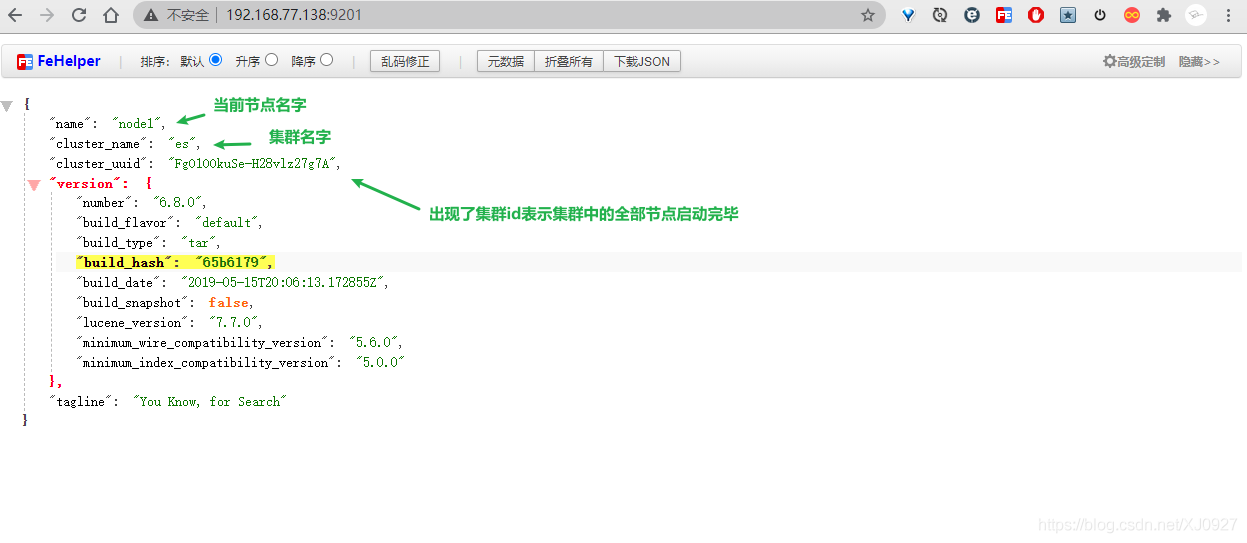 不安全 192.168.77.138:9201
FE FeHelper 排序: 默认 升序 降序 乱码修正 元数据 折叠所有 下载JSON 高级定制 隐藏>>
{
当前节点名字
"name": "node1",
集群名字
"cluster_name": "es",
"cluster_uuid": "FgO1OOkuSe-H28vlz27g7A",
"version": {
"number": "6.8.0",
出现了集群id表示集群中的全部节点启动完毕
"build_flavor": "default",
"build_type": "tar",
"build_hash": "65b6179",
"build_date": "2019-05-15T20:06:13.172855Z",
"build_snapshot": false,
"lucene_version": "7.7.0",
"minimum_wire_compatibility_version": "5.6.0",
"minimum_index_compatibility_version": "5.0.0"
},
"tagline": "You Know, for Search"
}
https://blog.csdn.net/XJ0927